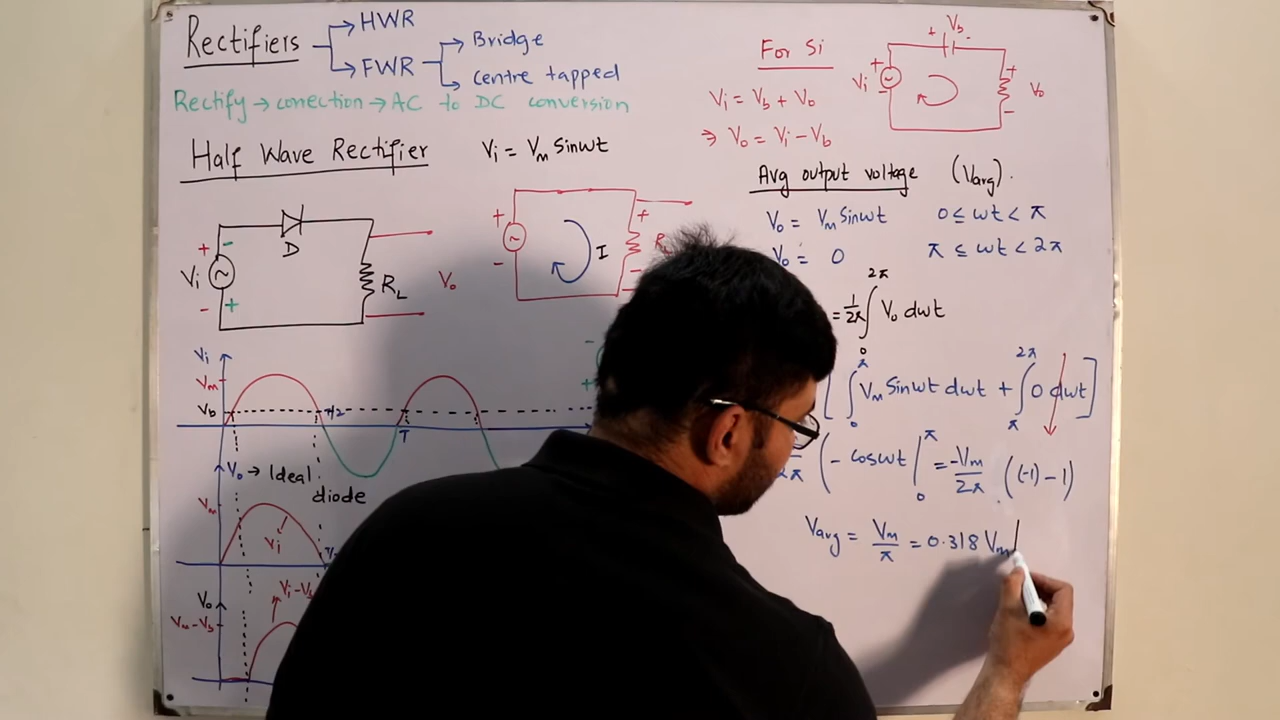 Rectifiers
HWR
FWR
Bridge
centre tapped
Rectify → conection → AC to DC conversion
Half Wave Rectifier
Vi = Vm Sinωt
+
-
Vi
-
+
D
RL
Vo
+
-
I
+
-
Vi
Vm
Vb
T/2
T
Vo → Ideal diode
Vm
Vi
Vo
Vm-Vb
For Si
Vi = Vb + Vo
⇒ Vo = Vi - Vb
+ Vb -
+
Vi
-
+
Vo
-
Avg output voltage (Vavg).
Vo = Vm Sinωt 0 ≤ ωt < π
Vo = 0 π ≤ ωt < 2π
= 1/2π ∫₀^2π Vo dωt
[ ∫₀^π Vm Sinωt dωt + ∫π^2π 0 dωt ]
2π ( - cosωt |₀^π = -Vm/2π ((-1) - 1)
Vavg = Vm/π = 0.318 Vm